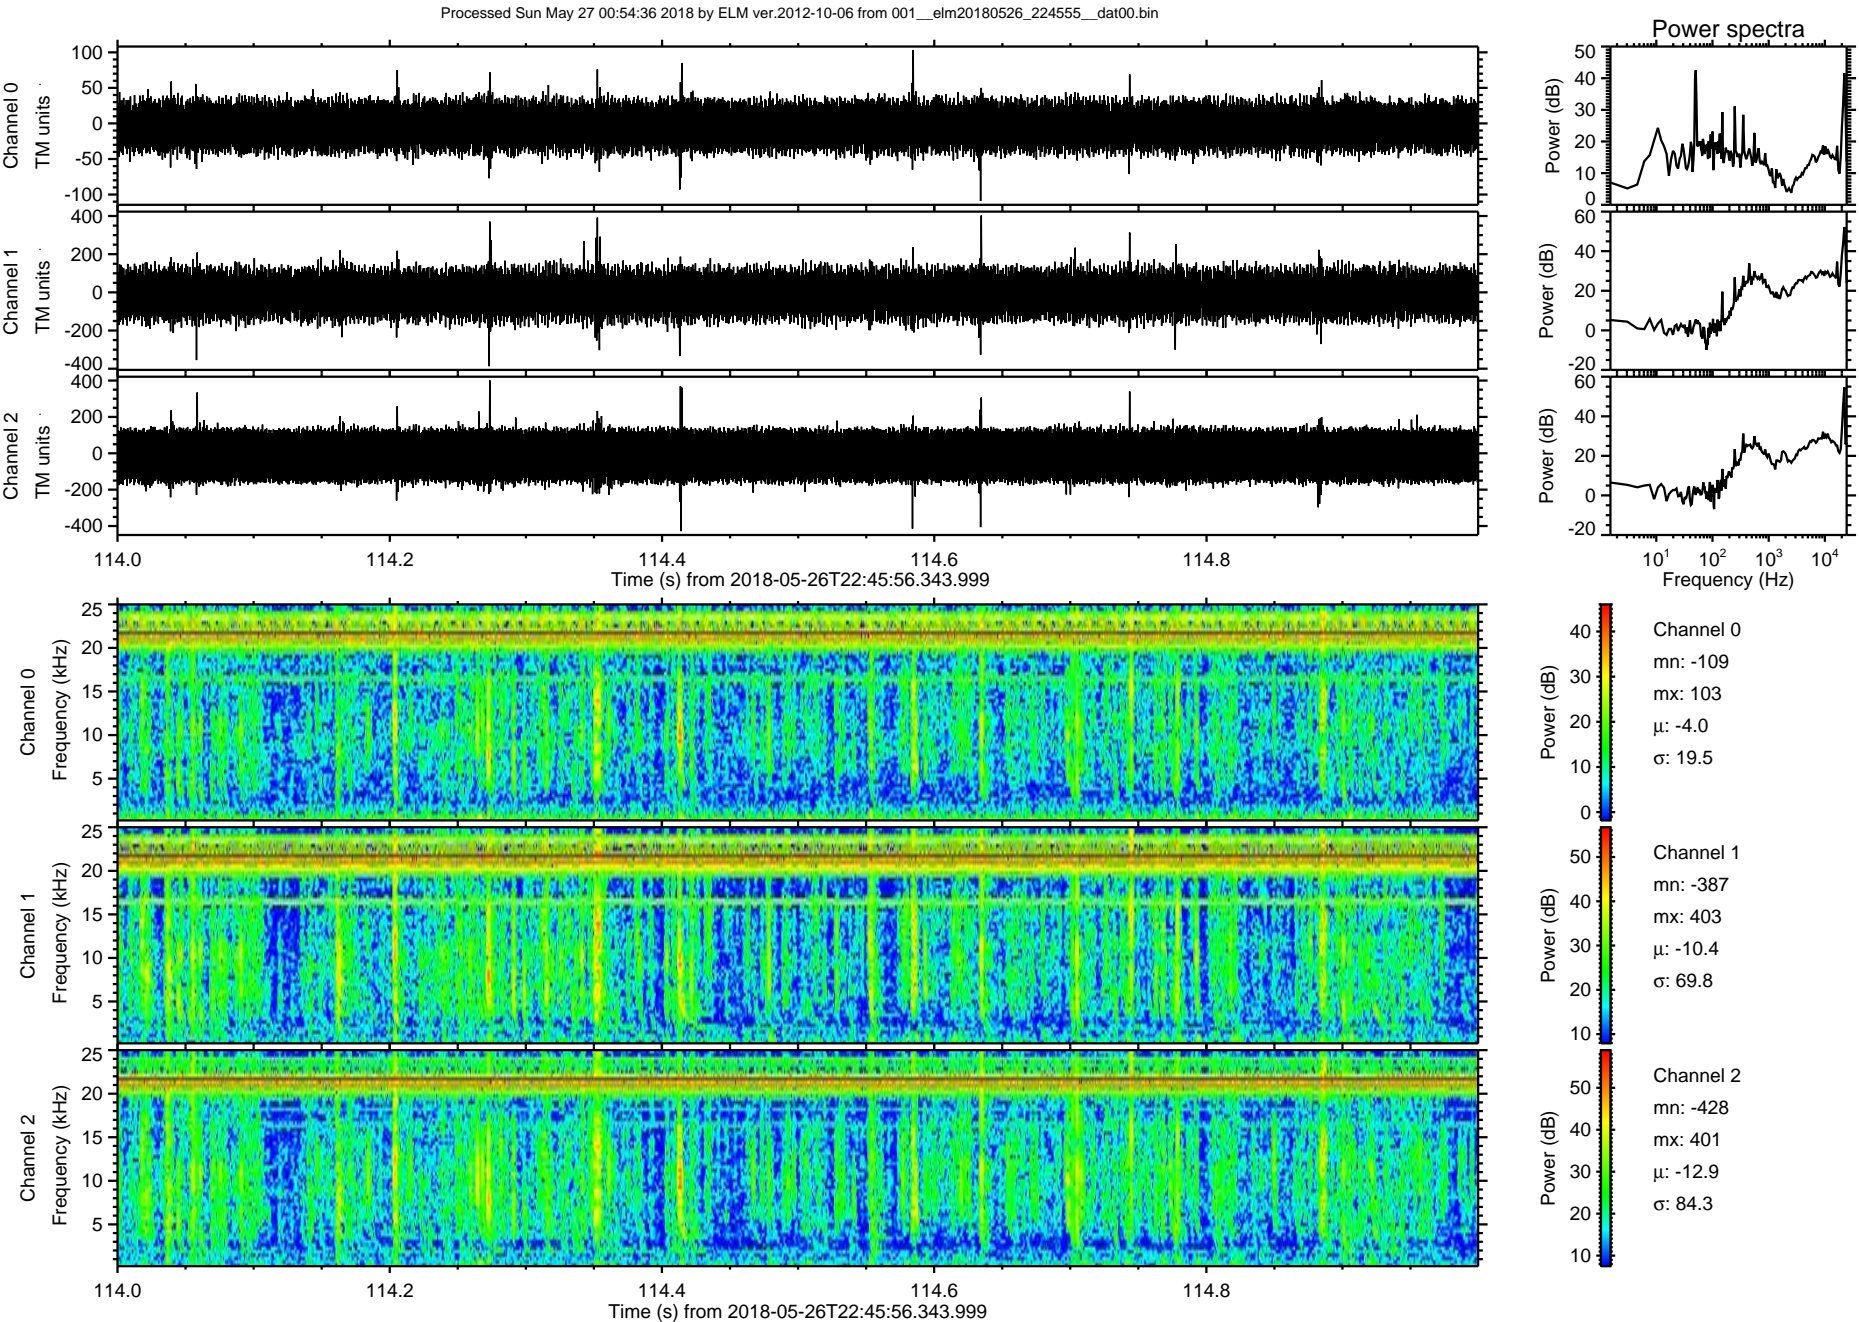 Processed Sun May 27 00:54:36 2018 by ELM ver.2012-10-06 from 001__elm20180526_224555__dat00.bin
Power spectra
Channel 0
TM units
100
50
0
-50
-100
Power (dB)
50
40
30
20
10
0
Channel 1
TM units
400
200
0
-200
-400
Power (dB)
60
40
20
0
-20
Channel 2
TM units
400
200
0
-200
-400
Power (dB)
60
40
20
0
-20
114.0 114.2 114.4 114.6 114.8
Time (s) from 2018-05-26T22:45:56.343.999
10^1 10^2 10^3 10^4
Frequency (Hz)
Channel 0
Frequency (kHz)
25
20
15
10
5
Power (dB)
40
30
20
10
0
Channel 0
mn: -109
mx: 103
μ: -4.0
σ: 19.5
Channel 1
Frequency (kHz)
25
20
15
10
5
Power (dB)
50
40
30
20
10
Channel 1
mn: -387
mx: 403
μ: -10.4
σ: 69.8
Channel 2
Frequency (kHz)
25
20
15
10
5
Power (dB)
50
40
30
20
10
Channel 2
mn: -428
mx: 401
μ: -12.9
σ: 84.3
114.0 114.2 114.4 114.6 114.8
Time (s) from 2018-05-26T22:45:56.343.999